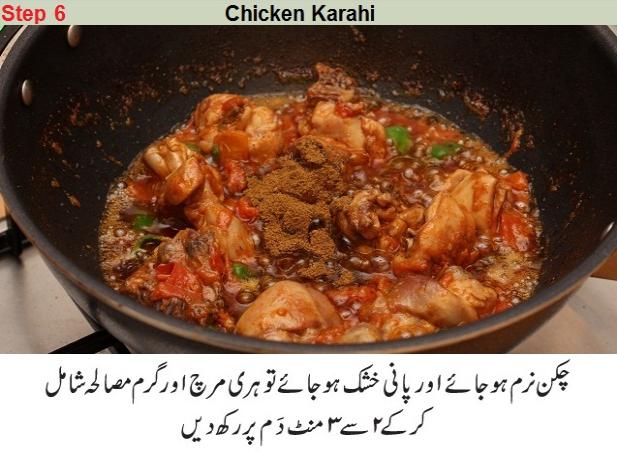 Step 6 Chicken Karahi
چکن نرم ہو جائے اور پانی خشک ہو جائے تو ہری مرچ اور گرم مصالحہ شامل
کر کے ۲ سے ۳ منٹ دَم پر رکھ دیں